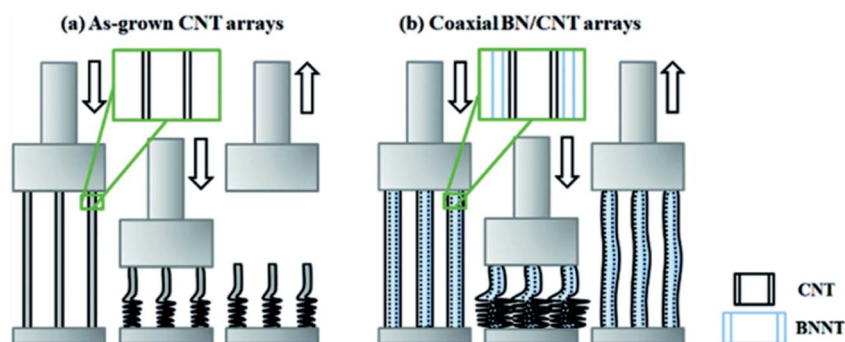 (a) As-grown CNT arrays
(b) Coaxial BN/CNT arrays
CNT
BNNT